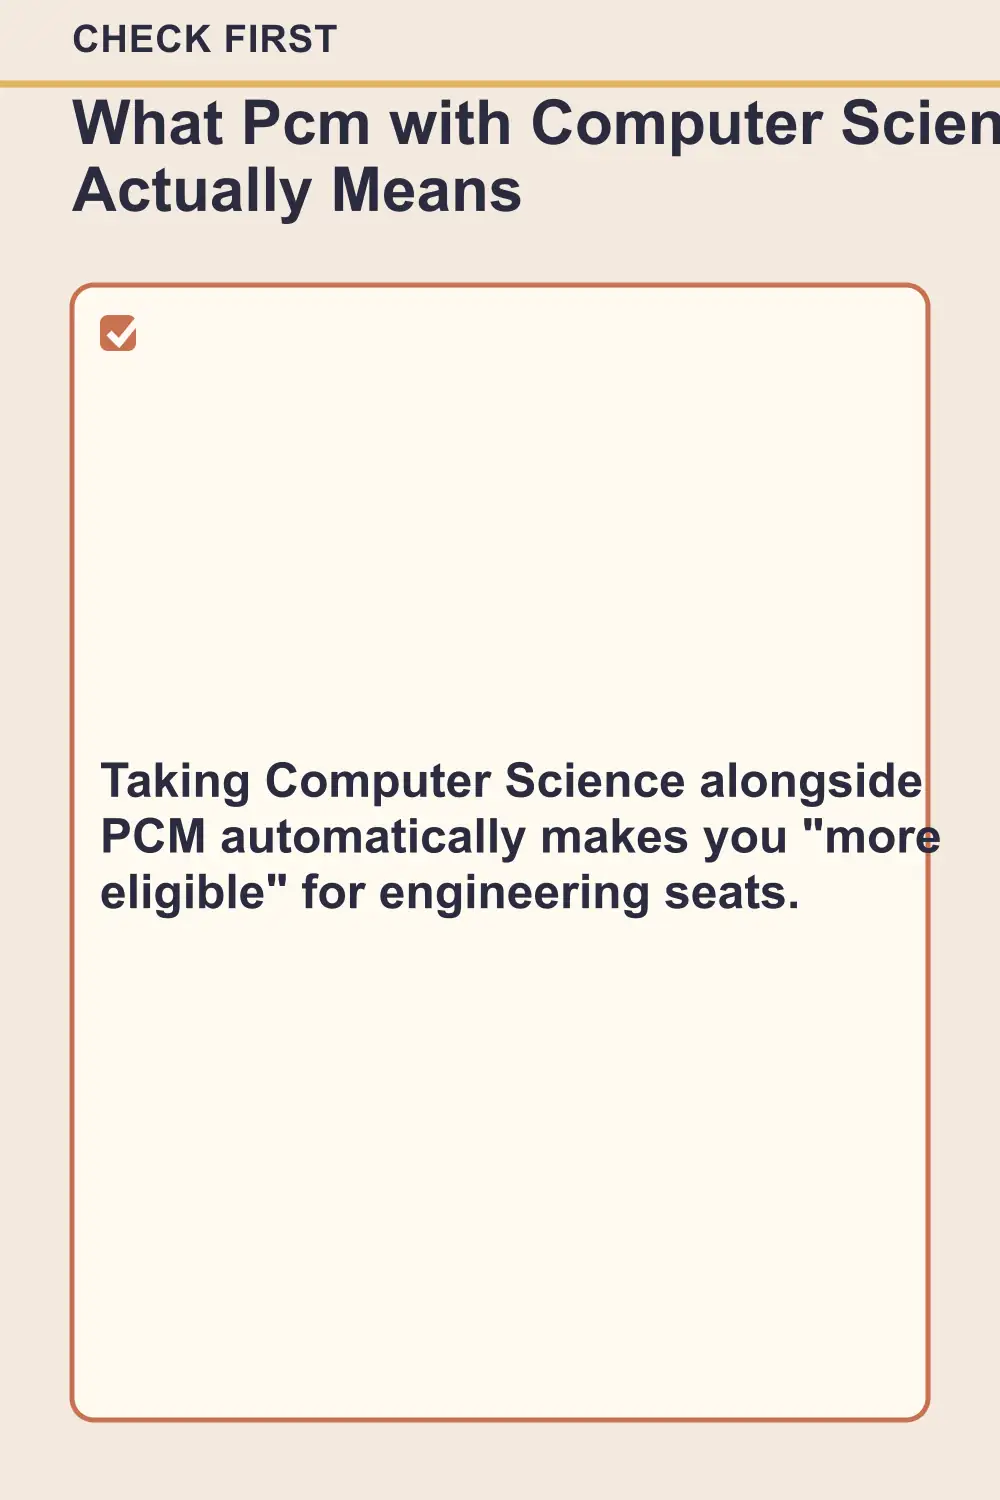 CHECK FIRST
What Pcm with Computer Scien
Actually Means
Taking Computer Science alongside
PCM automatically makes you "more
eligible" for engineering seats.